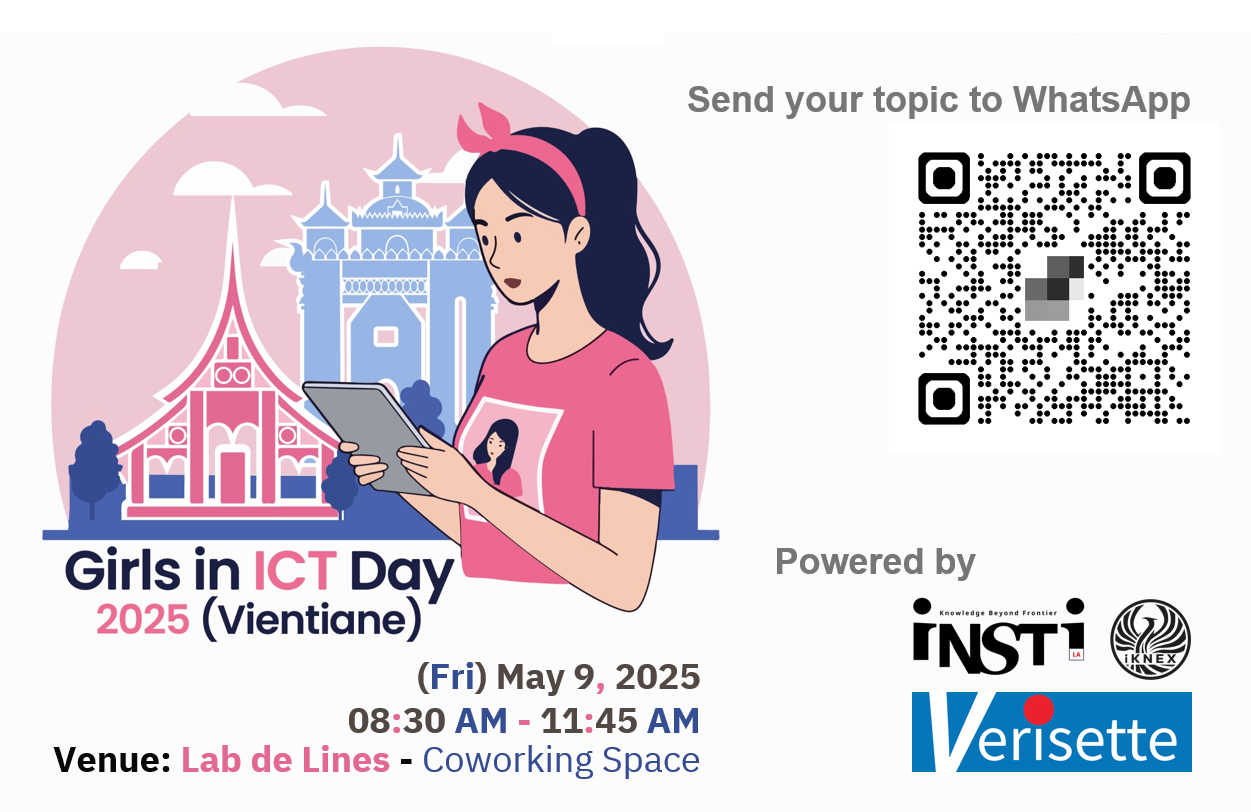 Send your topic to WhatsApp
Girls in ICT Day
2025 (Vientiane)
(Fri) May 9, 2025
08:30 AM - 11:45 AM
Venue: Lab de Lines - Coworking Space
Powered by
Knowledge Beyond Frontier
iNSTi
LA
iKNEX
Verisette